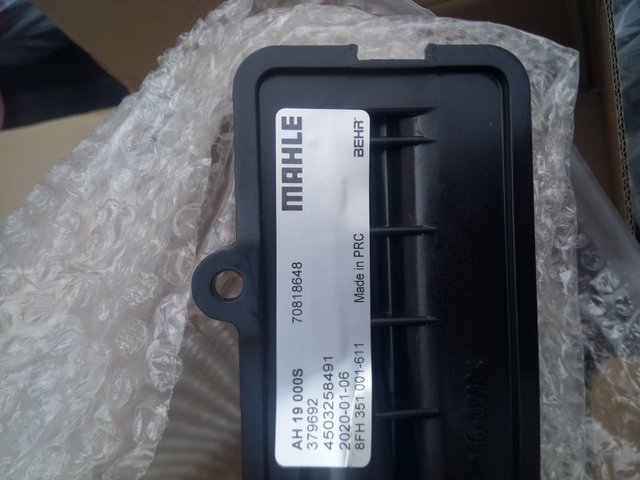 MAHLE
BEHR
AH 19 000S
70818648
379692
4503258491
2020-01-06
8FH 351 001-611
Made in PRC